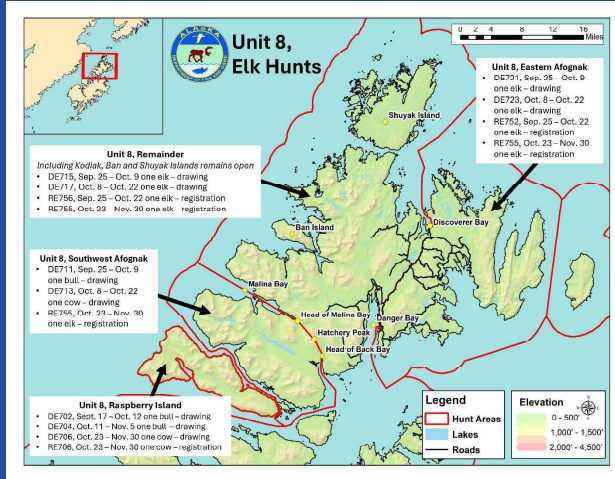 ALASKA
Unit 8,
Elk Hunts
0 2 4 8 12 16
Miles
Unit 8, Eastern Afognak
• DE721, Sep. 25 – Oct. 9
one elk – drawing
• DE723, Oct. 8 – Oct. 22
one elk – drawing
• RE752, Sep. 25 – Oct. 22
one elk – registration
• RE755, Oct. 23 – Nov. 30
one elk – registration
Shuyak Island
Unit 8, Remainder
Including Kodiak, Ban and Shuyak Islands remains open
• DE715, Sep. 25 – Oct. 9 one elk – drawing
• DE717, Oct. 8 – Oct. 22 one elk – drawing
• RE756, Sep. 25 – Oct. 22 one elk – registration
• RE755, Oct. 23 – Nov. 30 one elk – registration
Discoverer Bay
Ban Island
Unit 8, Southwest Afognak
• DE711, Sep. 25 – Oct. 9
one bull – drawing
• DE713, Oct. 8 – Oct. 22
one cow – drawing
• RE755, Oct. 23 – Nov. 30
one elk – registration
Malina Bay
Head of Malina Bay
Danger Bay
Hatchery Peak
Head of Back Bay
Unit 8, Raspberry Island
• DE702, Sept. 17 – Oct. 12 one bull – drawing
• DE704, Oct. 11 – Nov. 5 one bull – drawing
• DE706, Oct. 23 – Nov. 30 one cow – drawing
• RE706, Oct. 23 – Nov. 30 one cow – registration
Legend
Hunt Areas
Lakes
Roads
Elevation
0 - 500'
1,000' - 1,500'
2,000' - 4,500'